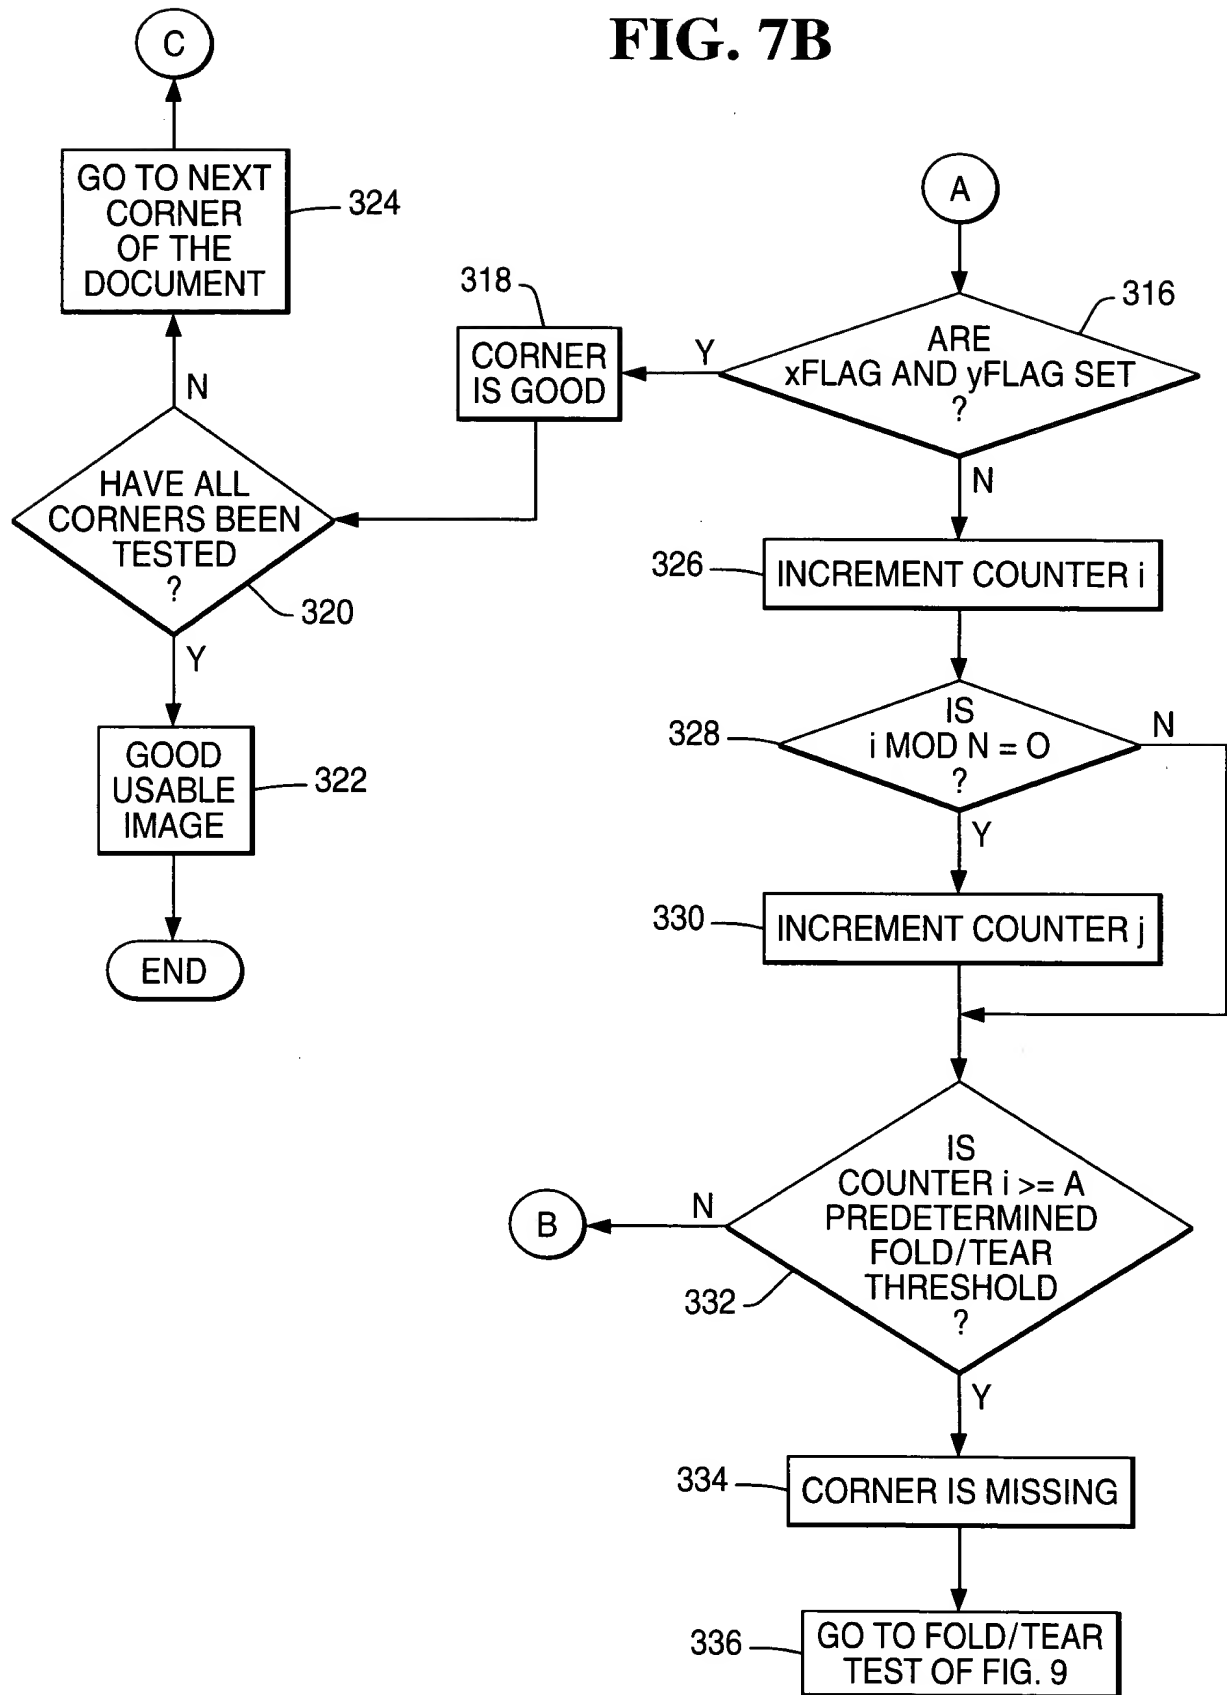 FIG. 7B
C
GO TO NEXT
CORNER
OF THE
DOCUMENT
324
N
HAVE ALL
CORNERS BEEN
TESTED
?
320
Y
GOOD
USABLE
IMAGE
322
END
A
316
ARE
xFLAG AND yFLAG SET
?
Y
318
CORNER
IS GOOD
N
326
INCREMENT COUNTER i
328
IS
i MOD N = O
?
N
Y
330
INCREMENT COUNTER j
IS
COUNTER i >= A
PREDETERMINED
FOLD/TEAR
THRESHOLD
?
332
N
B
Y
334
CORNER IS MISSING
336
GO TO FOLD/TEAR
TEST OF FIG. 9